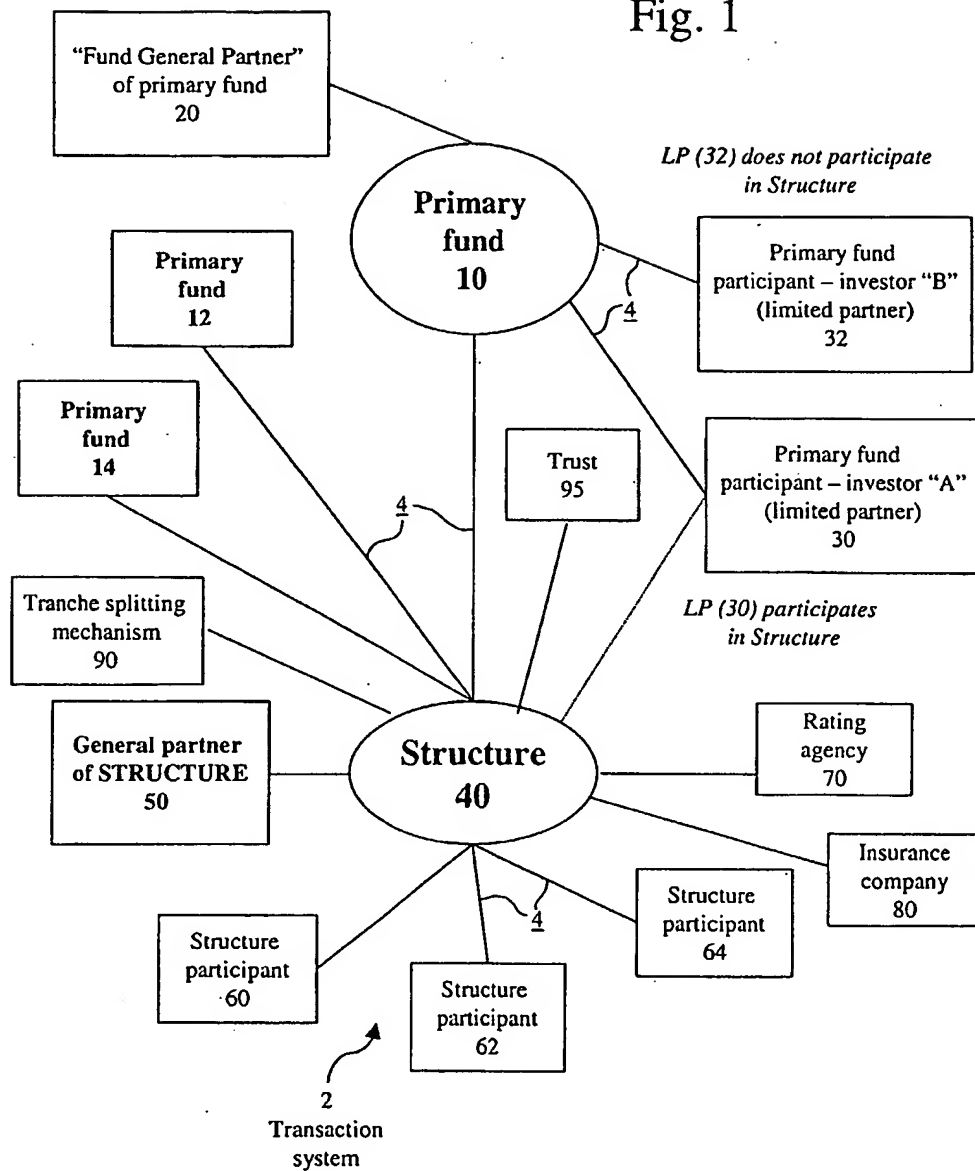 Fig. 1
“Fund General Partner”
of primary fund
20
LP (32) does not participate
in Structure
Primary
fund
10
Primary fund
participant – investor “B”
(limited partner)
32
4
Primary
fund
12
4
Primary
fund
14
Trust
95
Primary fund
participant – investor “A”
(limited partner)
30
4
Tranche splitting
mechanism
90
LP (30) participates
in Structure
General partner
of STRUCTURE
50
Structure
40
Rating
agency
70
Insurance
company
80
4
Structure
participant
60
Structure
participant
62
Structure
participant
64
2
Transaction
system